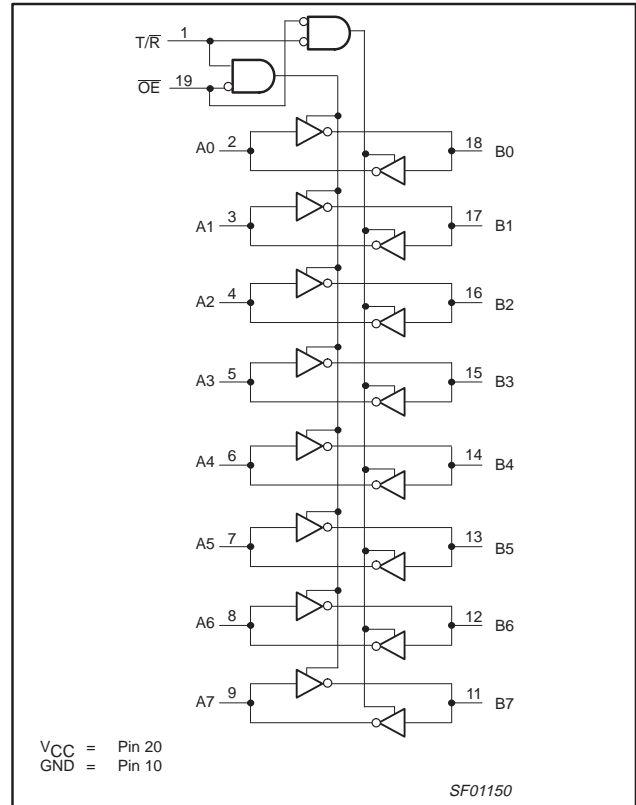 T/R̅ 1
O̅E̅ 19
A0 2 18 B0
A1 3 17 B1
A2 4 16 B2
A3 5 15 B3
A4 6 14 B4
A5 7 13 B5
A6 8 12 B6
A7 9 11 B7
VCC = Pin 20
GND = Pin 10
SF01150